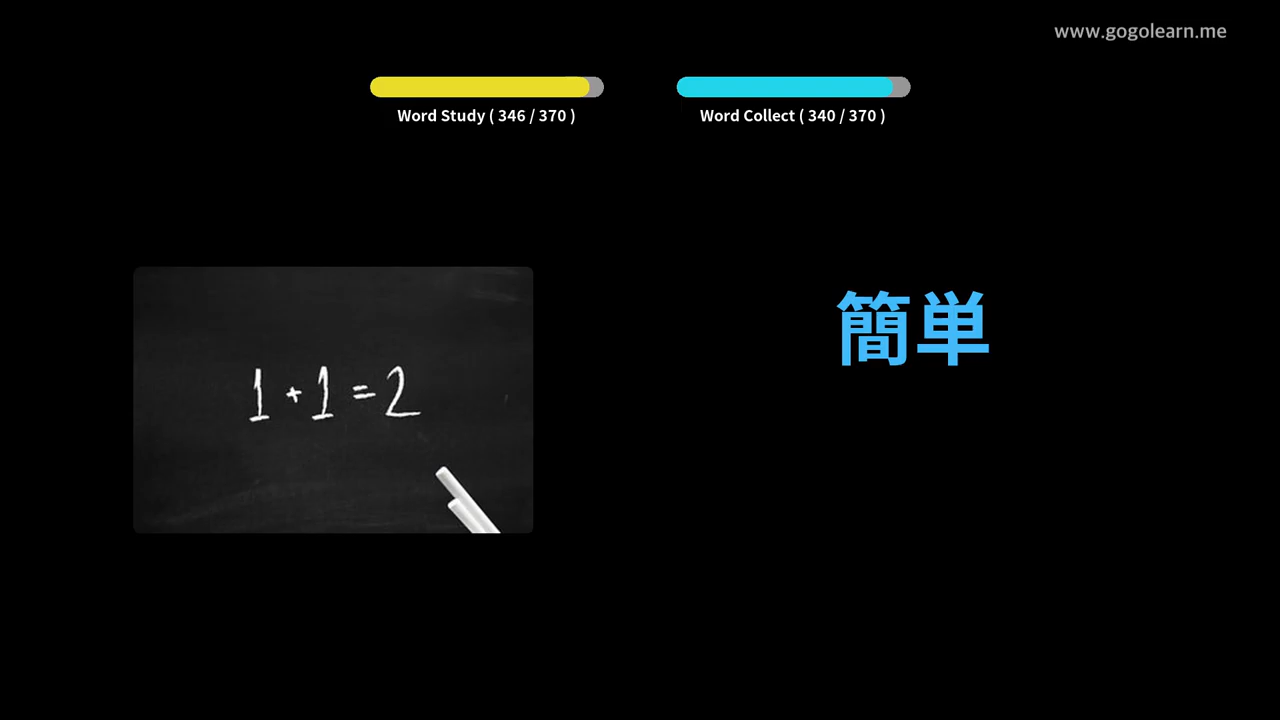 www.gogolearn.me
Word Study ( 346 / 370 )
Word Collect ( 340 / 370 )
簡単
1 + 1 = 2